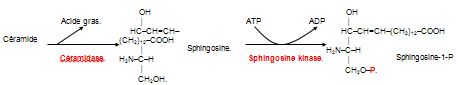 OH
Acide gras.
HC–CH=CH–
(CH₂)₁₂–COOH
Céramide
Sphingosine.
Céramidase.
H₂N–C–H
CH₂OH.
ATP
ADP
Sphingosine kinase.
OH
HC–CH=CH–(CH₂)₁₂–COOH
H₂N–C–H
Sphingosine-1-P
CH₂O–P.